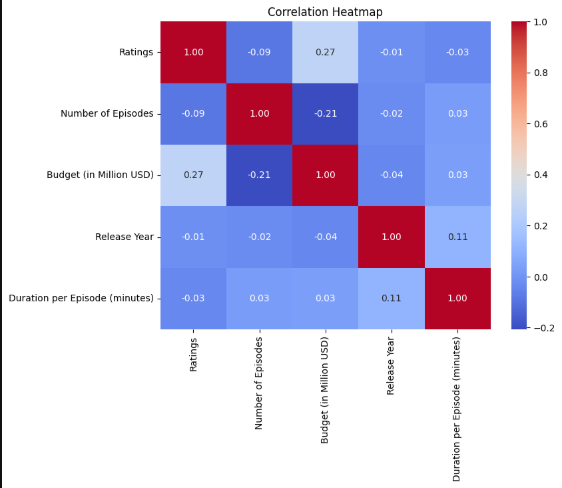 Correlation Heatmap
Ratings
1.00 -0.09 0.27 -0.01 -0.03
Number of Episodes
-0.09 1.00 -0.21 -0.02 0.03
Budget (in Million USD)
0.27 -0.21 1.00 -0.04 0.03
Release Year
-0.01 -0.02 -0.04 1.00 0.11
Duration per Episode (minutes)
-0.03 0.03 0.03 0.11 1.00
Ratings
Number of Episodes
Budget (in Million USD)
Release Year
Duration per Episode (minutes)
1.0
0.8
0.6
0.4
0.2
0.0
−0.2